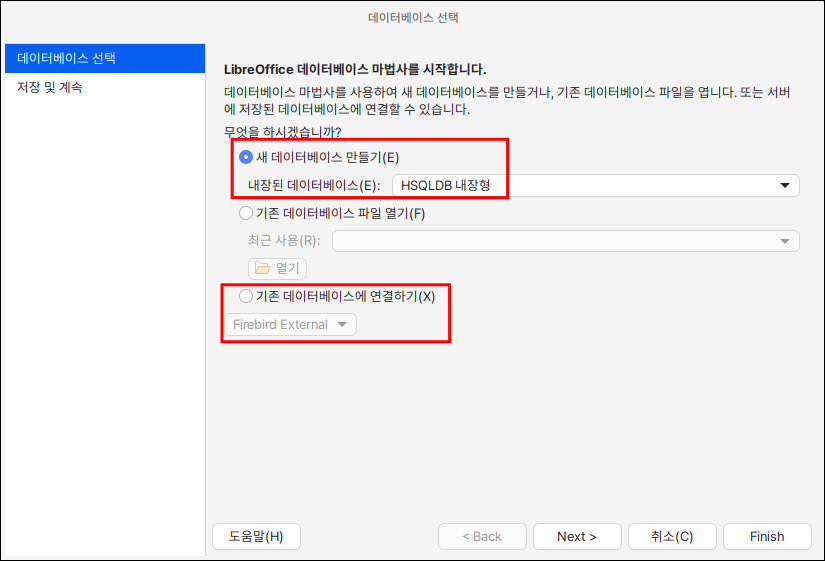 데이터베이스 선택
데이터베이스 선택
저장 및 계속
LibreOffice 데이터베이스 마법사를 시작합니다.
데이터베이스 마법사를 사용하여 새 데이터베이스를 만들거나, 기존 데이터베이스 파일을 엽니다. 또는 서버
에 저장된 데이터베이스에 연결할 수 있습니다.
무엇을 하시겠습니까?
새 데이터베이스 만들기(E)
내장된 데이터베이스(E): HSQLDB 내장형
기존 데이터베이스 파일 열기(F)
최근 사용(R):
열기
기존 데이터베이스에 연결하기(X)
Firebird External
도움말(H) < Back Next > 취소(C) Finish